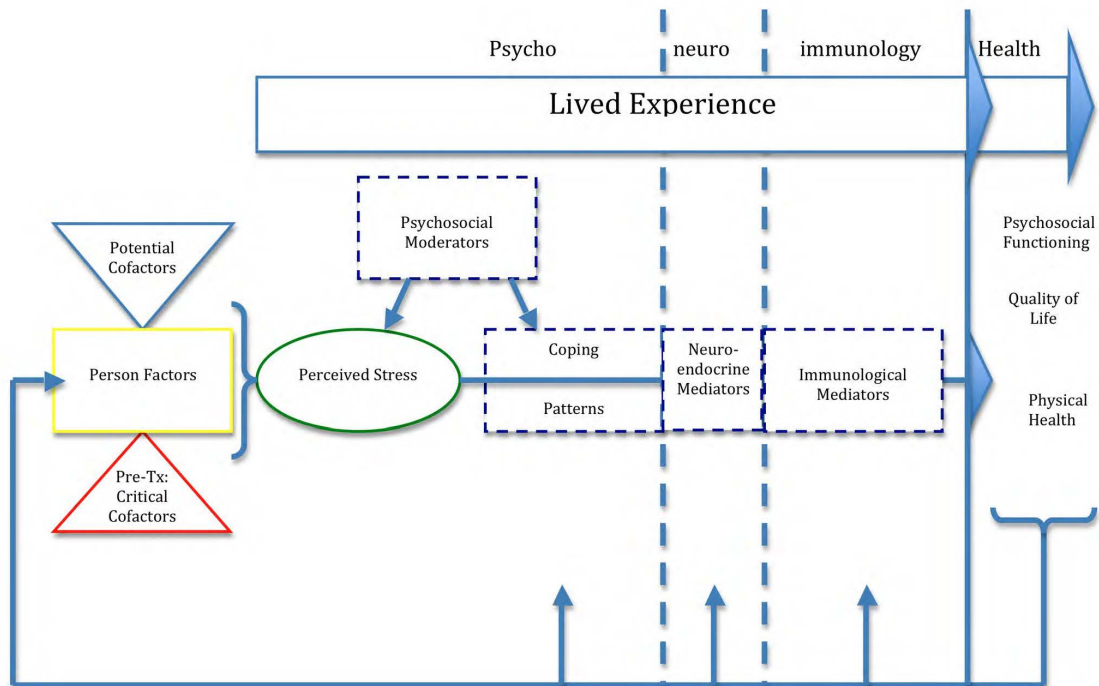 Psycho
neuro
immunology
Health
Lived Experience
Psychosocial
Moderators
Potential
Cofactors
Person Factors
Pre-Tx:
Critical
Cofactors
Perceived Stress
Coping
Patterns
Neuro-
endocrine
Mediators
Immunological
Mediators
Psychosocial
Functioning
Quality of
Life
Physical
Health